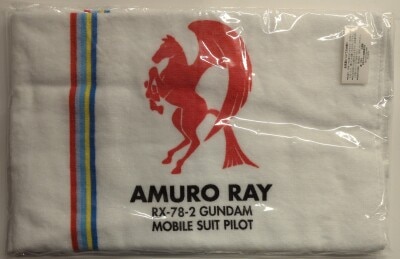 AMURO RAY
RX-78-2 GUNDAM
MOBILE SUIT PILOT